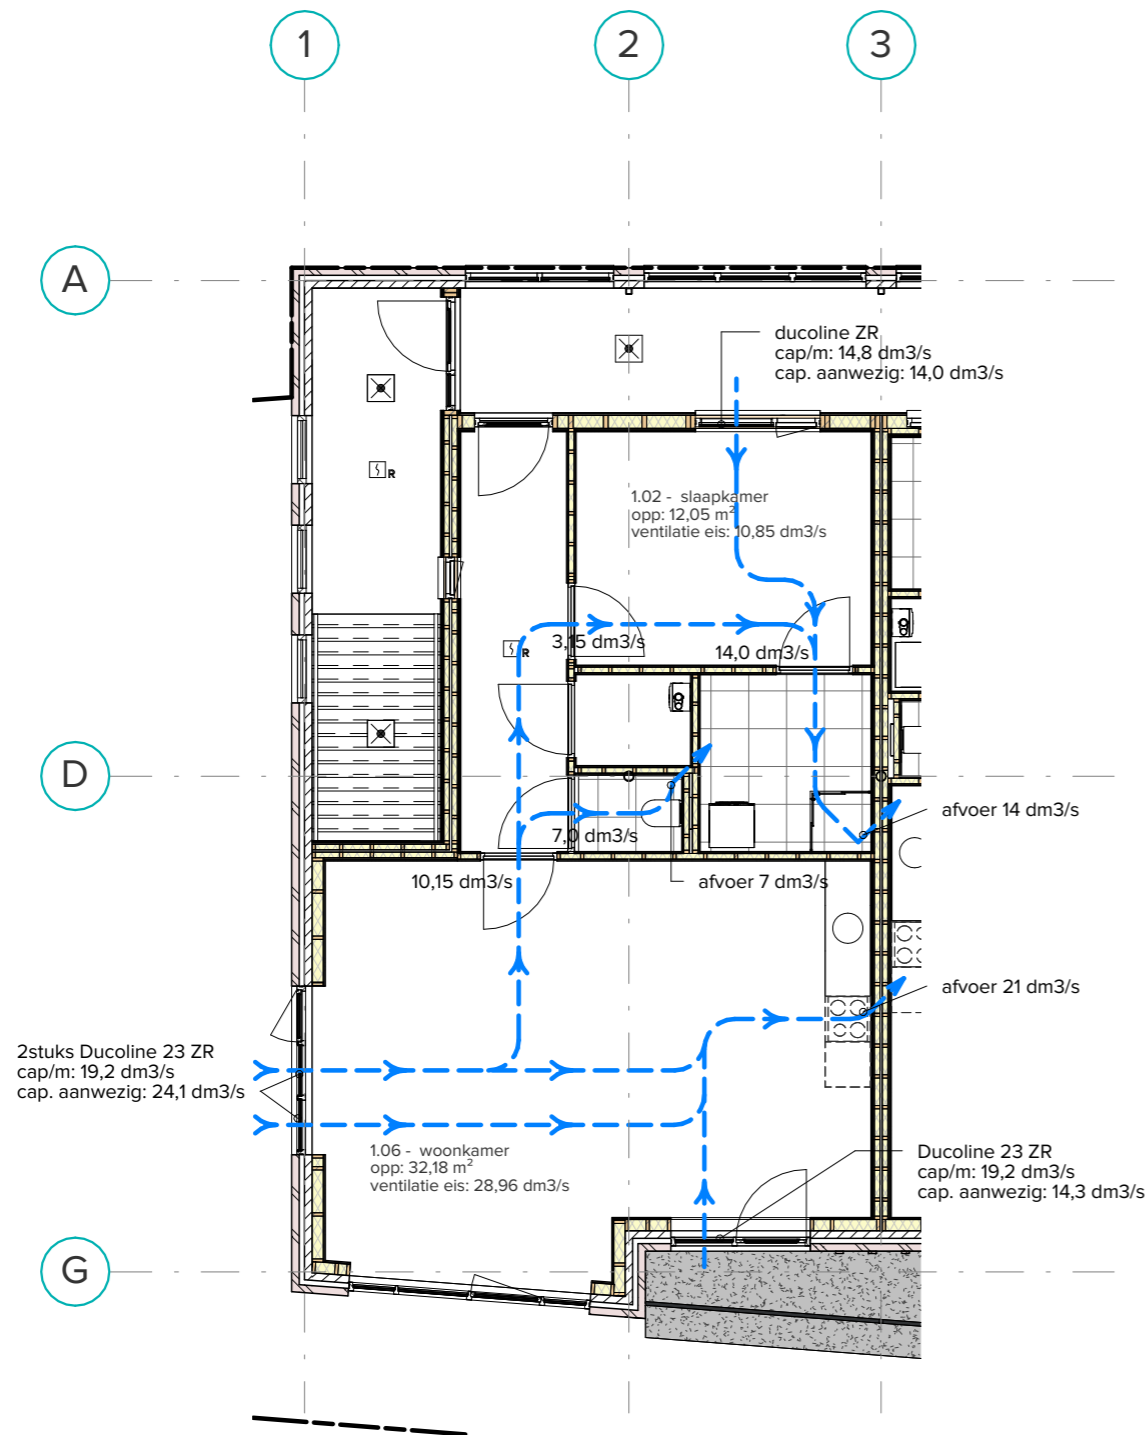 1
2
3
A
ducoline ZR
cap/m: 14,8 dm3/s
cap. aanwezig: 14,0 dm3/s
R
1.02 - slaapkamer
opp: 12,05 m²
ventilatie eis: 10,85 dm3/s
3,15 dm3/s
14,0 dm3/s
R
D
afvoer 14 dm3/s
7,0 dm3/s
10,15 dm3/s
afvoer 7 dm3/s
afvoer 21 dm3/s
2stuks Ducoline 23 ZR
cap/m: 19,2 dm3/s
cap. aanwezig: 24,1 dm3/s
1.06 - woonkamer
opp: 32,18 m²
ventilatie eis: 28,96 dm3/s
Ducoline 23 ZR
cap/m: 19,2 dm3/s
cap. aanwezig: 14,3 dm3/s
G